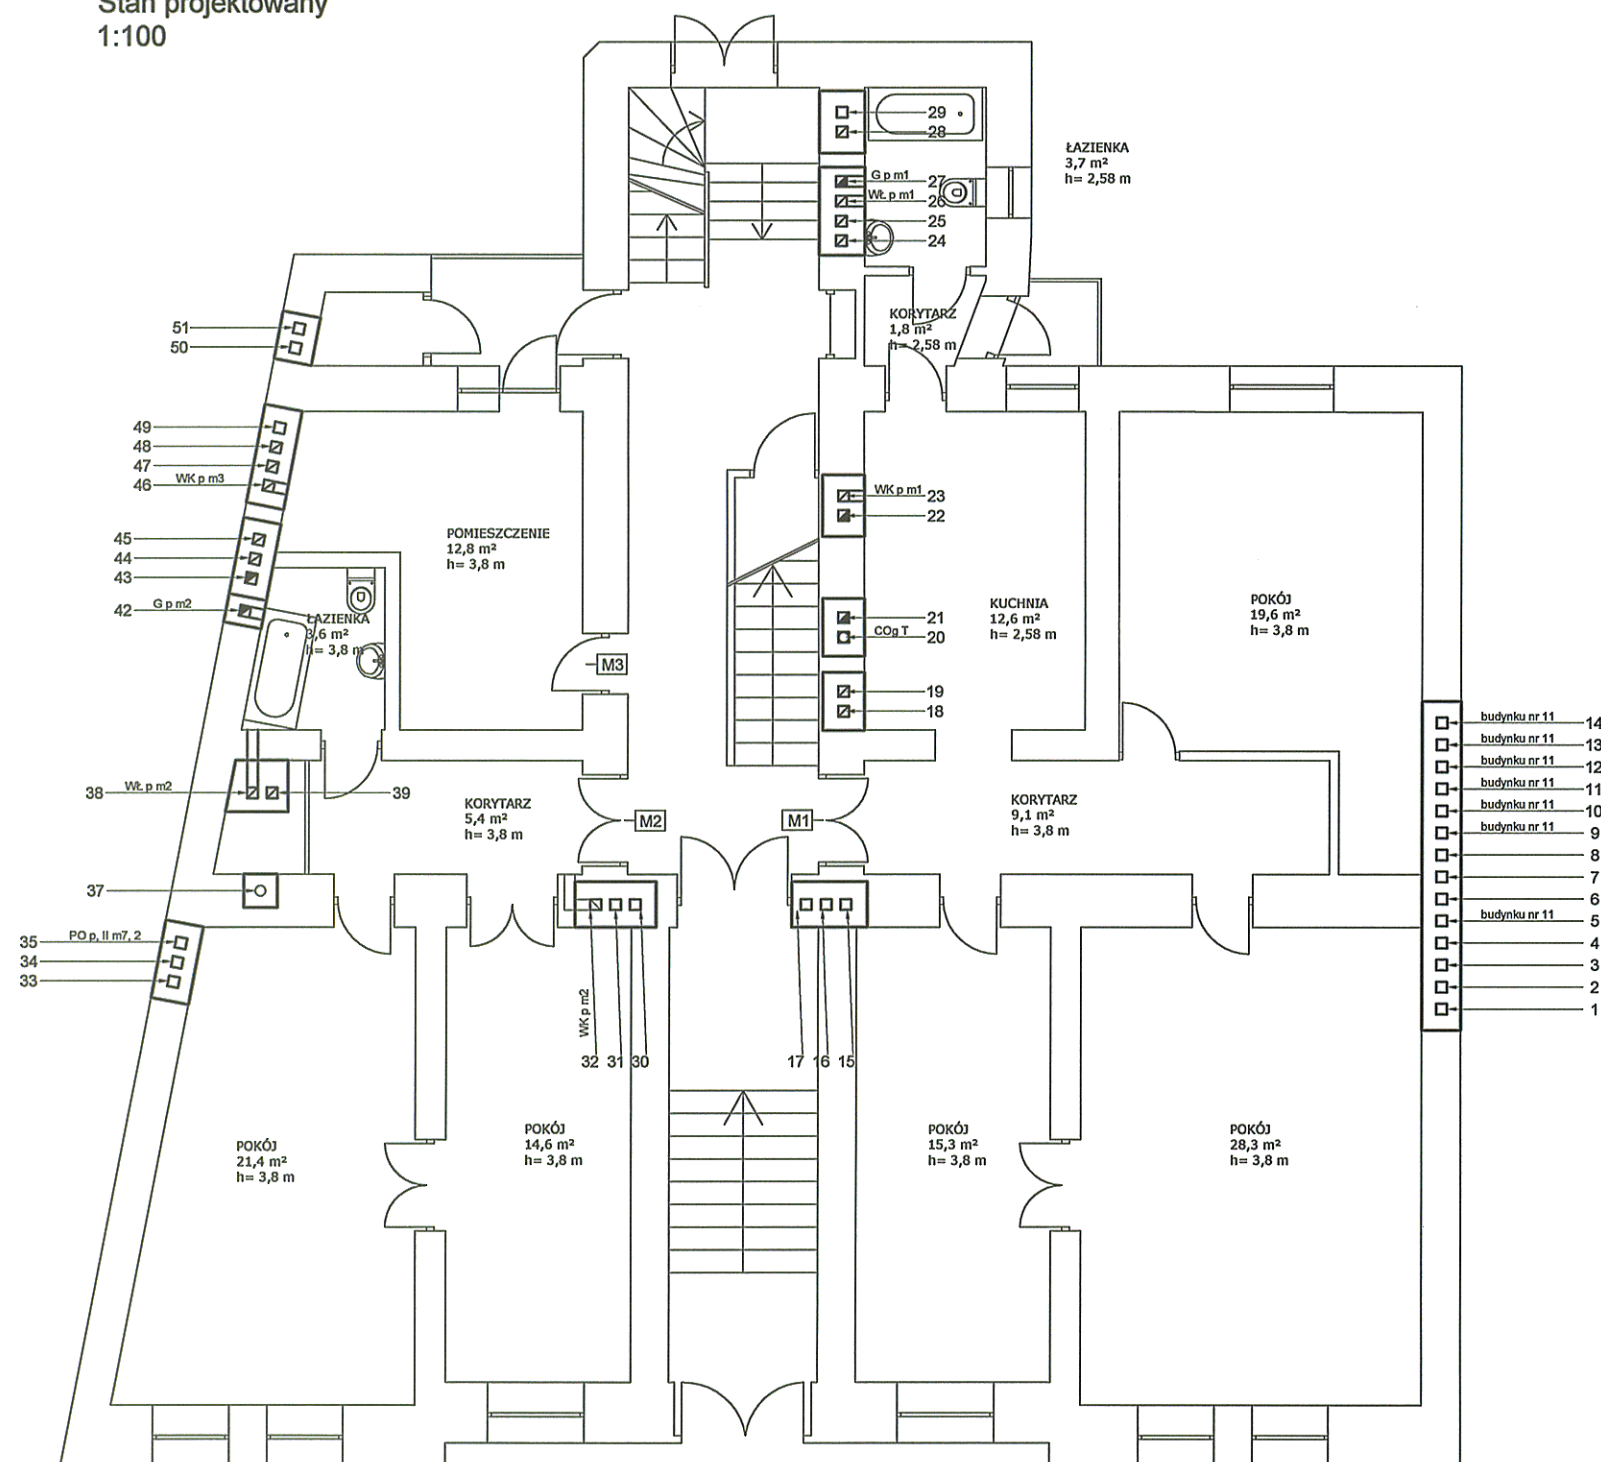 Stan projektowany
1:100
29
28
ŁAZIENKA
3,7 m²
h= 2,58 m
G p m1
27
WŁ p m1
26
25
24
KORYTARZ
1,8 m²
h= 2,58 m
51
50
49
48
47
WK p m3
46
45
44
43
G p m2
42
POMIESZCZENIE
12,8 m²
h= 3,8 m
ŁAZIENKA
3,6 m²
h= 3,8 m
WK p m1
23
22
21
COg T
20
19
18
KUCHNIA
12,6 m²
h= 2,58 m
POKÓJ
19,6 m²
h= 3,8 m
M3
budynku nr 11
14
budynku nr 11
13
budynku nr 11
12
budynku nr 11
11
budynku nr 11
10
budynku nr 11
9
8
7
6
budynku nr 11
5
4
3
2
1
38
WŁ p m2
39
KORYTARZ
5,4 m²
h= 3,8 m
M2
M1
KORYTARZ
9,1 m²
h= 3,8 m
37
35
PO p, II m7, 2
34
33
WK p m2
32
31
30
17
16
15
POKÓJ
21,4 m²
h= 3,8 m
POKÓJ
14,6 m²
h= 3,8 m
POKÓJ
15,3 m²
h= 3,8 m
POKÓJ
28,3 m²
h= 3,8 m